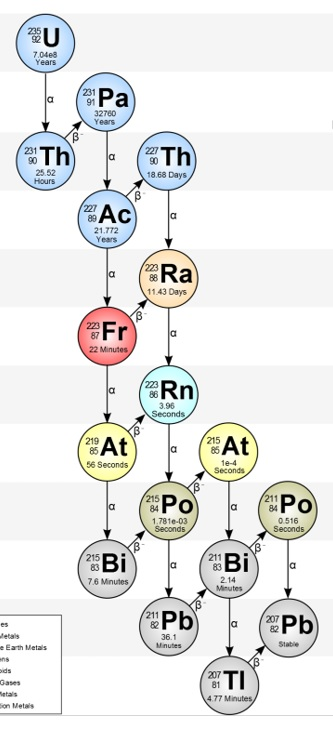 235
92 U
7.04e8
Years
α
231
91 Pa
32760
Years
β⁻
231
90 Th
25.52
Hours
α
227
90 Th
18.68 Days
β⁻
227
89 Ac
21.772
Years
α
α
223
88 Ra
11.43 Days
β⁻
223
87 Fr
22 Minutes
α
α
223
86 Rn
3.96
Seconds
β⁻
219
85 At
56 Seconds
α
215
85 At
1e-4
Seconds
α
β⁻
215
84 Po
1.781e-03
Seconds
α
211
84 Po
0.516
Seconds
β⁻
215
83 Bi
7.6 Minutes
α
β⁻
211
83 Bi
2.14
Minutes
α
β⁻
211
82 Pb
36.1
Minutes
α
207
82 Pb
Stable
β⁻
207
81 Tl
4.77 Minutes
es
Metals
e Earth Metals
ens
oids
Gases
Metals
tion Metals